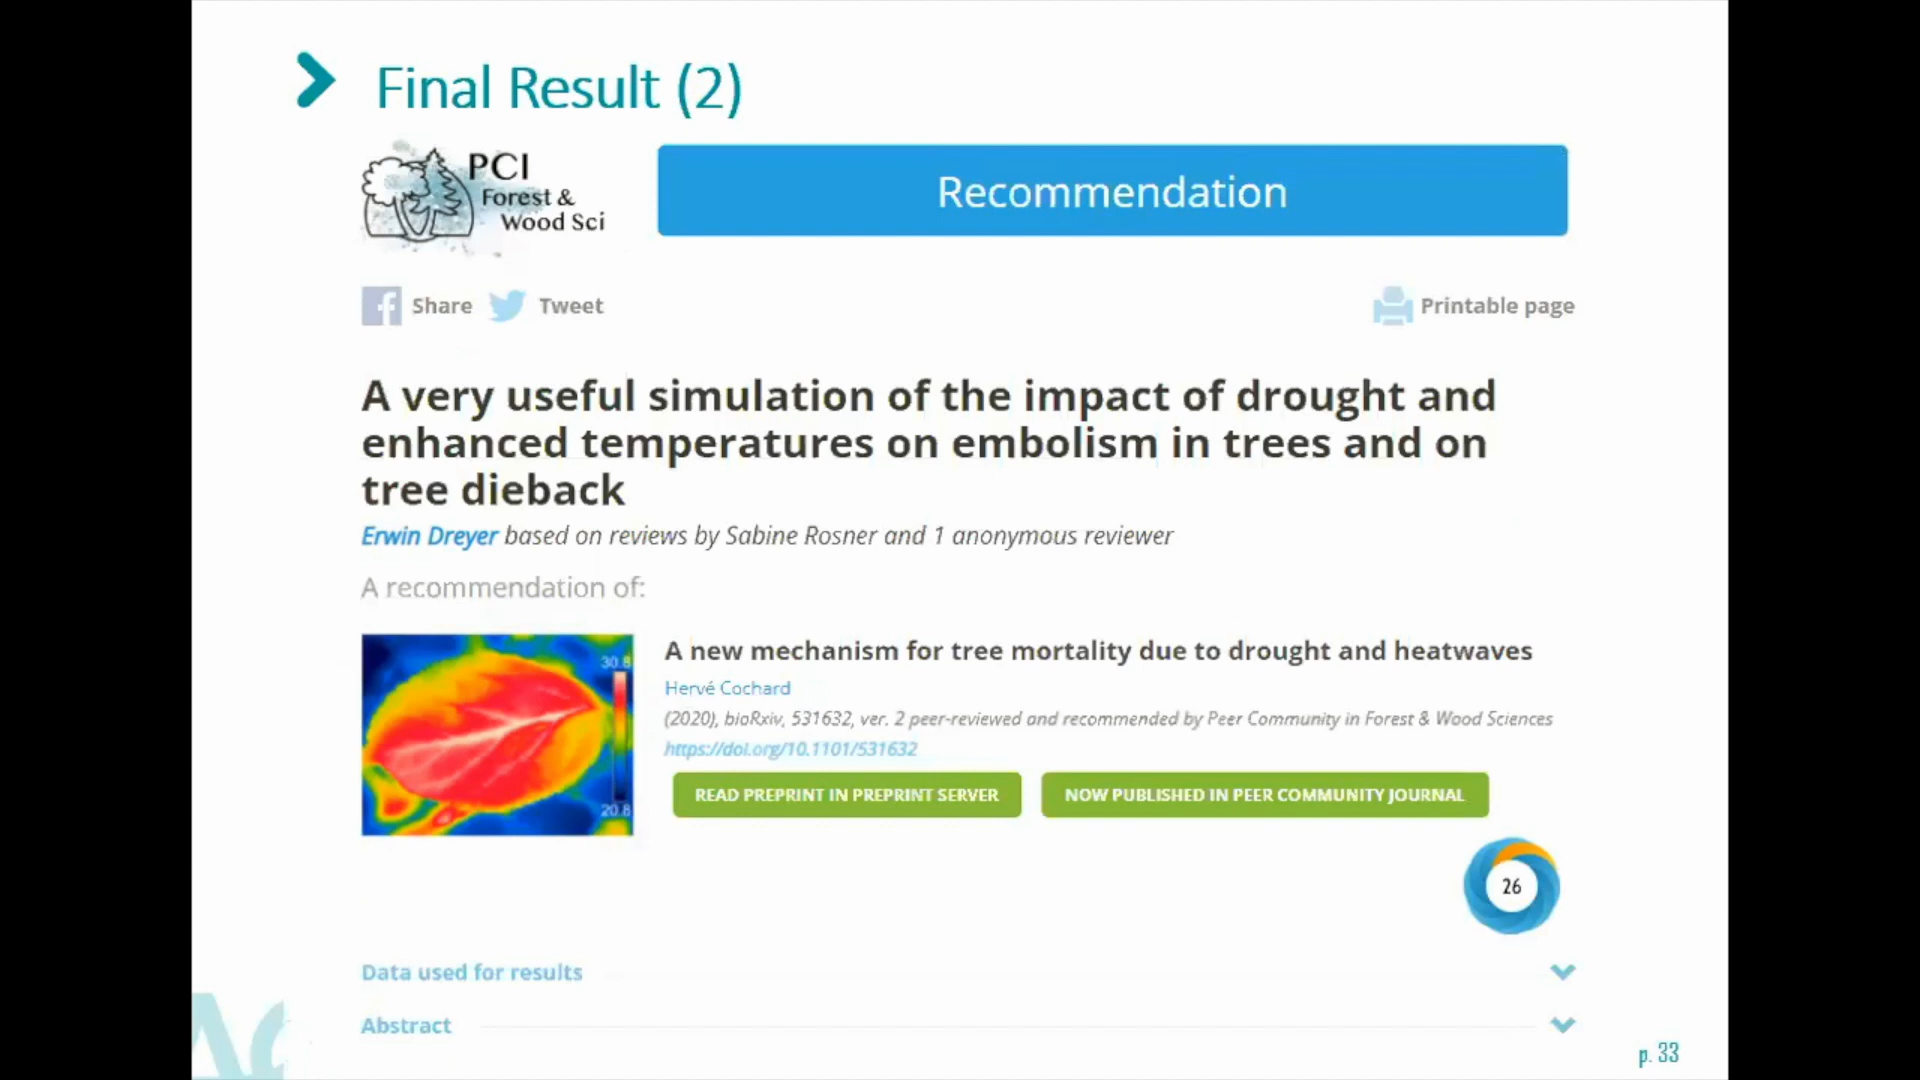 Final Result (2)
PCI
Forest &
Wood Sci
Recommendation
Share
Tweet
Printable page
A very useful simulation of the impact of drought and
enhanced temperatures on embolism in trees and on
tree dieback
Erwin Dreyer based on reviews by Sabine Rosner and 1 anonymous reviewer
A recommendation of:
30.8
20.8
A new mechanism for tree mortality due to drought and heatwaves
Hervé Cochard
(2020), bioRxiv, 531632, ver. 2 peer-reviewed and recommended by Peer Community in Forest & Wood Sciences
https://doi.org/10.1101/531632
READ PREPRINT IN PREPRINT SERVER
NOW PUBLISHED IN PEER COMMUNITY JOURNAL
26
Data used for results
Abstract
p. 33